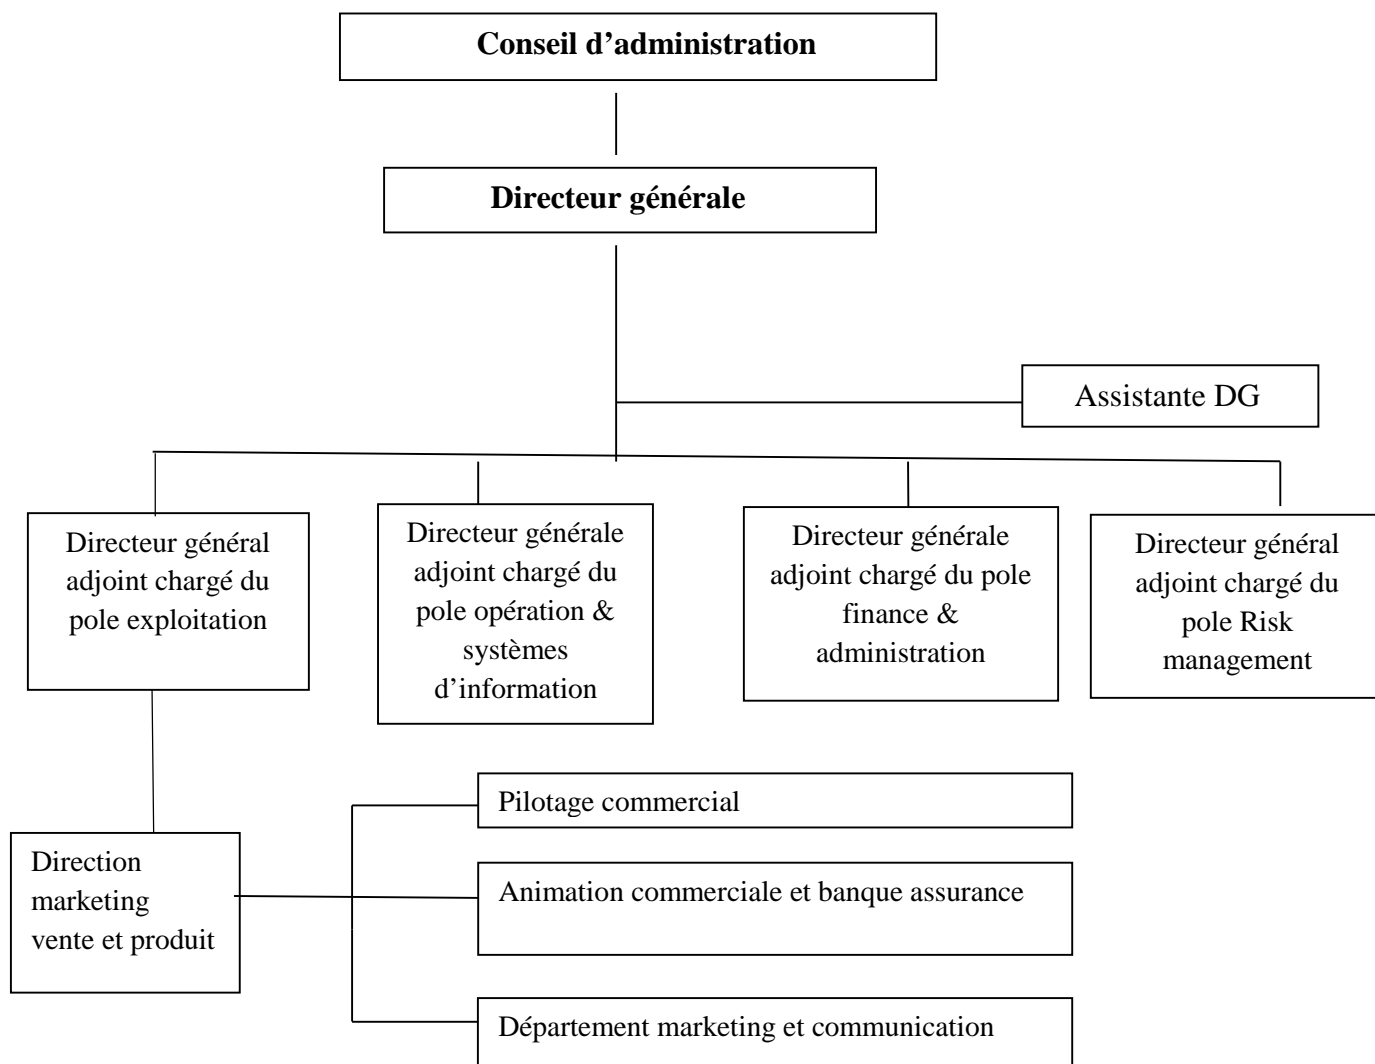 Conseil d’administration
Directeur générale
Assistante DG
Directeur général
adjoint chargé du
pole exploitation
Directeur générale
adjoint chargé du
pole opération &
systèmes
d’information
Directeur générale
adjoint chargé du pole
finance &
administration
Directeur général
adjoint chargé du
pole Risk
management
Pilotage commercial
Direction
marketing
vente et produit
Animation commerciale et banque assurance
Département marketing et communication